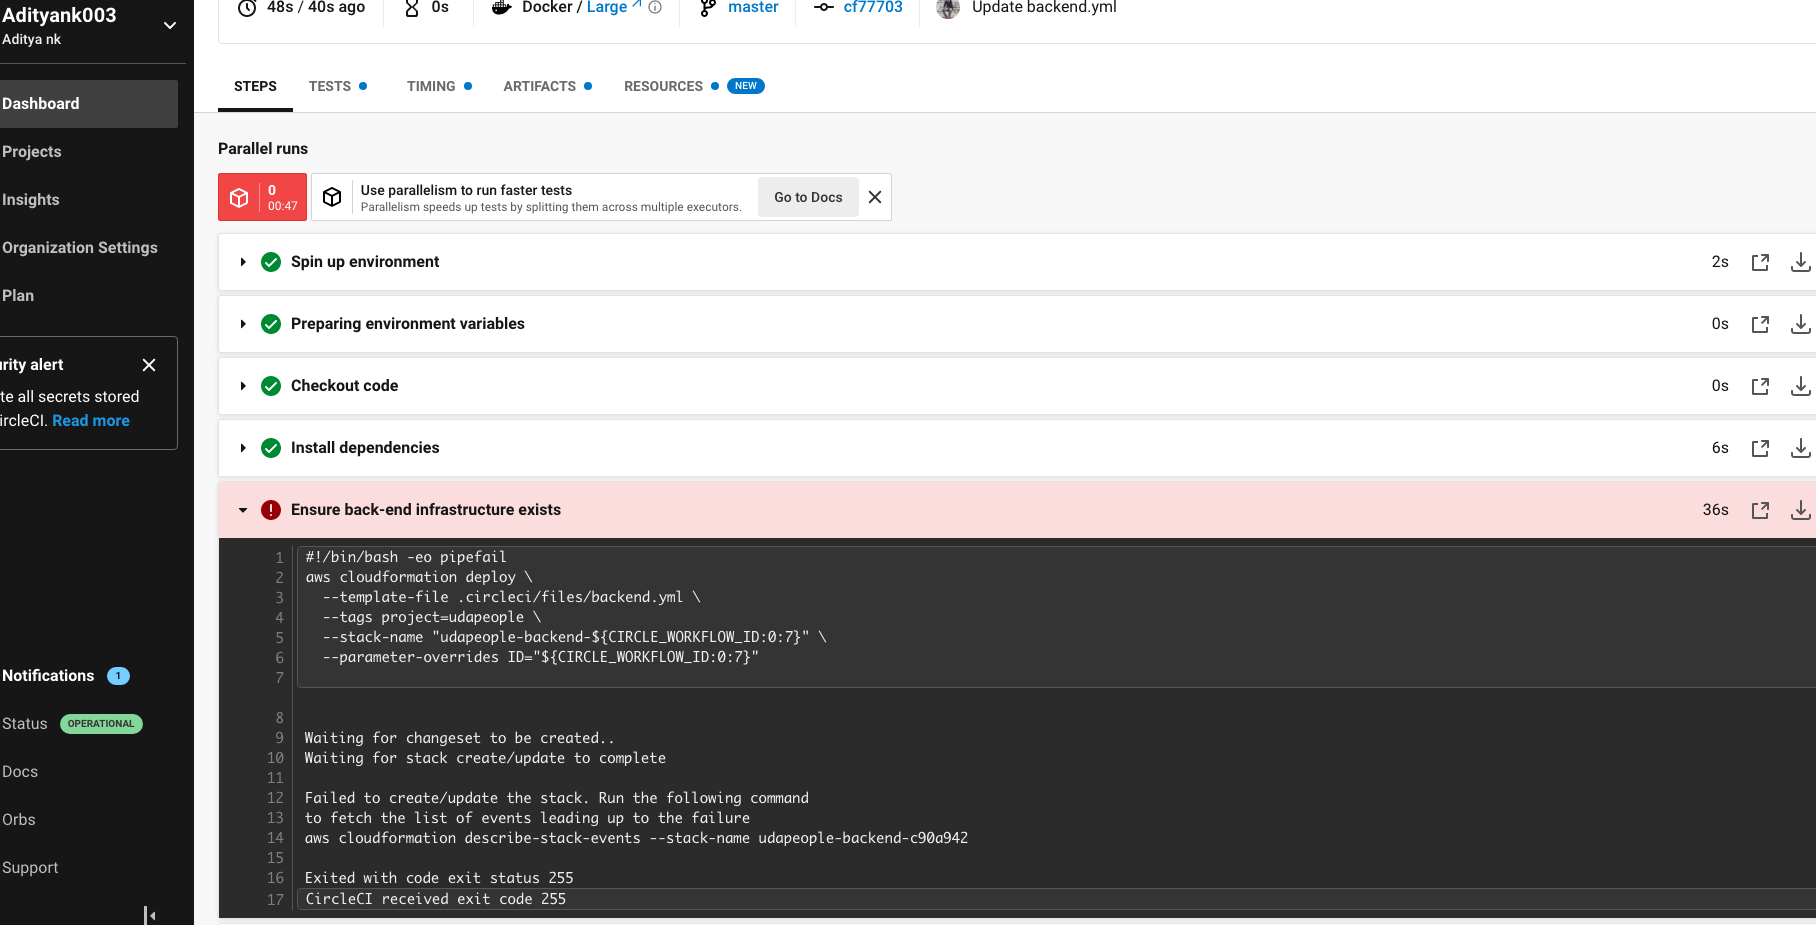 Adityank003
Aditya nk
Dashboard
Projects
Insights
Organization Settings
Plan
rity alert
te all secrets stored
ircleCI. Read more
Notifications 1
Status OPERATIONAL
Docs
Orbs
Support
48s / 40s ago 0s Docker / Large master cf77703 Update backend.yml
STEPS TESTS TIMING ARTIFACTS RESOURCES NEW
Parallel runs
0
00:47
Use parallelism to run faster tests
Parallelism speeds up tests by splitting them across multiple executors.
Go to Docs
Spin up environment 2s
Preparing environment variables 0s
Checkout code 0s
Install dependencies 6s
Ensure back-end infrastructure exists 36s
1 #!/bin/bash -eo pipefail
2 aws cloudformation deploy \
3 --template-file .circleci/files/backend.yml \
4 --tags project=udapeople \
5 --stack-name "udapeople-backend-${CIRCLE_WORKFLOW_ID:0:7}" \
6 --parameter-overrides ID="${CIRCLE_WORKFLOW_ID:0:7}"
7
8
9 Waiting for changeset to be created..
10 Waiting for stack create/update to complete
11
12 Failed to create/update the stack. Run the following command
13 to fetch the list of events leading up to the failure
14 aws cloudformation describe-stack-events --stack-name udapeople-backend-c90a942
15
16 Exited with code exit status 255
17 CircleCI received exit code 255